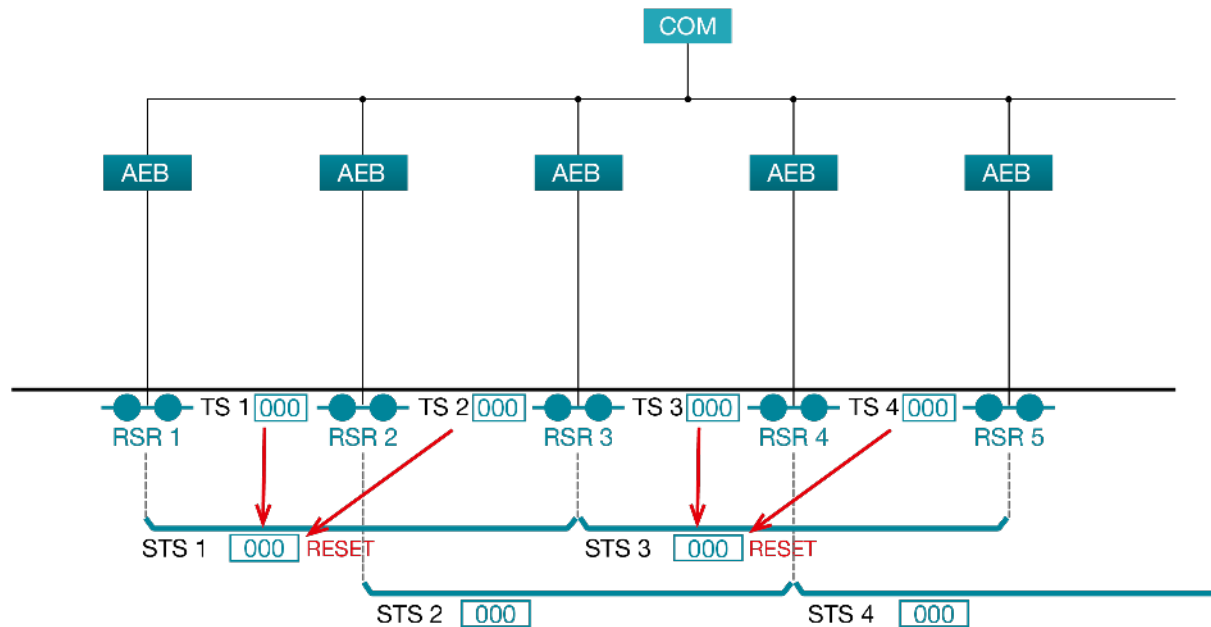 COM
AEB AEB AEB AEB AEB
TS 1 000 TS 2 000 TS 3 000 TS 4 000
RSR 1 RSR 2 RSR 3 RSR 4 RSR 5
STS 1 000 RESET STS 3 000 RESET
STS 2 000 STS 4 000